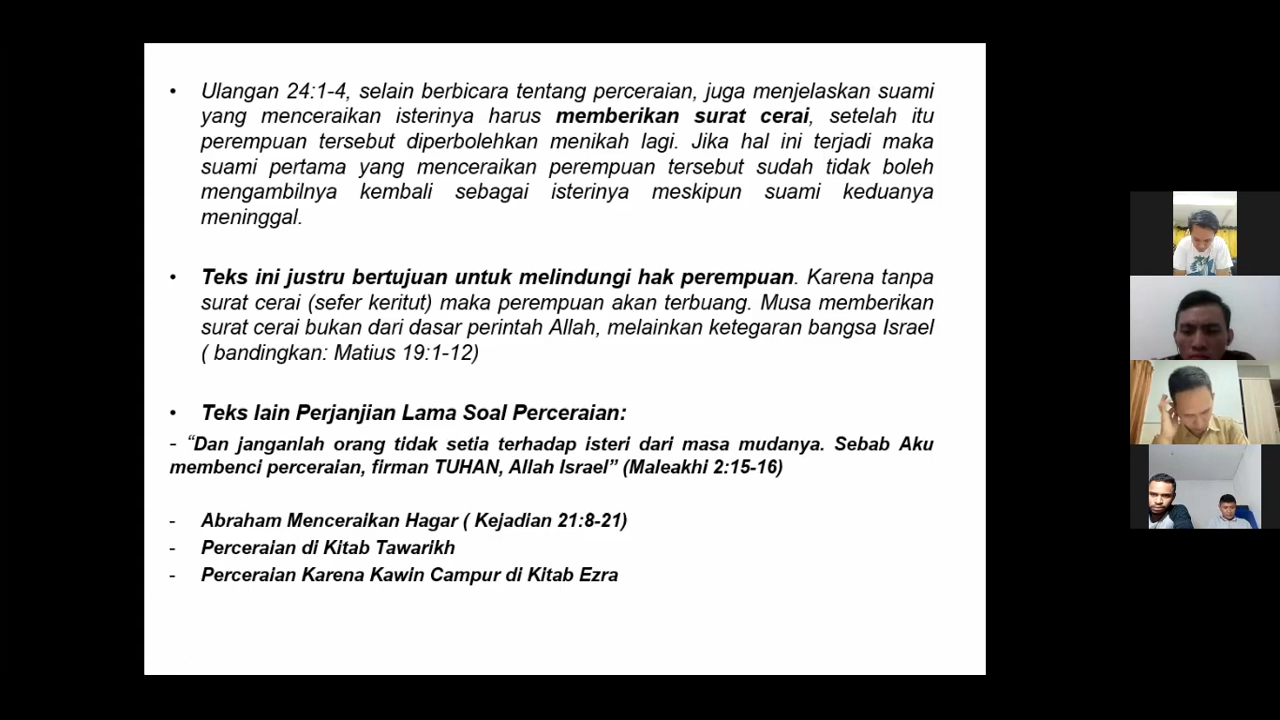 • Ulangan 24:1-4, selain berbicara tentang perceraian, juga menjelaskan suami
yang menceraikan isterinya harus memberikan surat cerai, setelah itu
perempuan tersebut diperbolehkan menikah lagi. Jika hal ini terjadi maka
suami pertama yang menceraikan perempuan tersebut sudah tidak boleh
mengambilnya kembali sebagai isterinya meskipun suami keduanya
meninggal.
• Teks ini justru bertujuan untuk melindungi hak perempuan. Karena tanpa
surat cerai (sefer keritut) maka perempuan akan terbuang. Musa memberikan
surat cerai bukan dari dasar perintah Allah, melainkan ketegaran bangsa Israel
( bandingkan: Matius 19:1-12)
• Teks lain Perjanjian Lama Soal Perceraian:
- “Dan janganlah orang tidak setia terhadap isteri dari masa mudanya. Sebab Aku
membenci perceraian, firman TUHAN, Allah Israel” (Maleakhi 2:15-16)
- Abraham Menceraikan Hagar ( Kejadian 21:8-21)
- Perceraian di Kitab Tawarikh
- Perceraian Karena Kawin Campur di Kitab Ezra